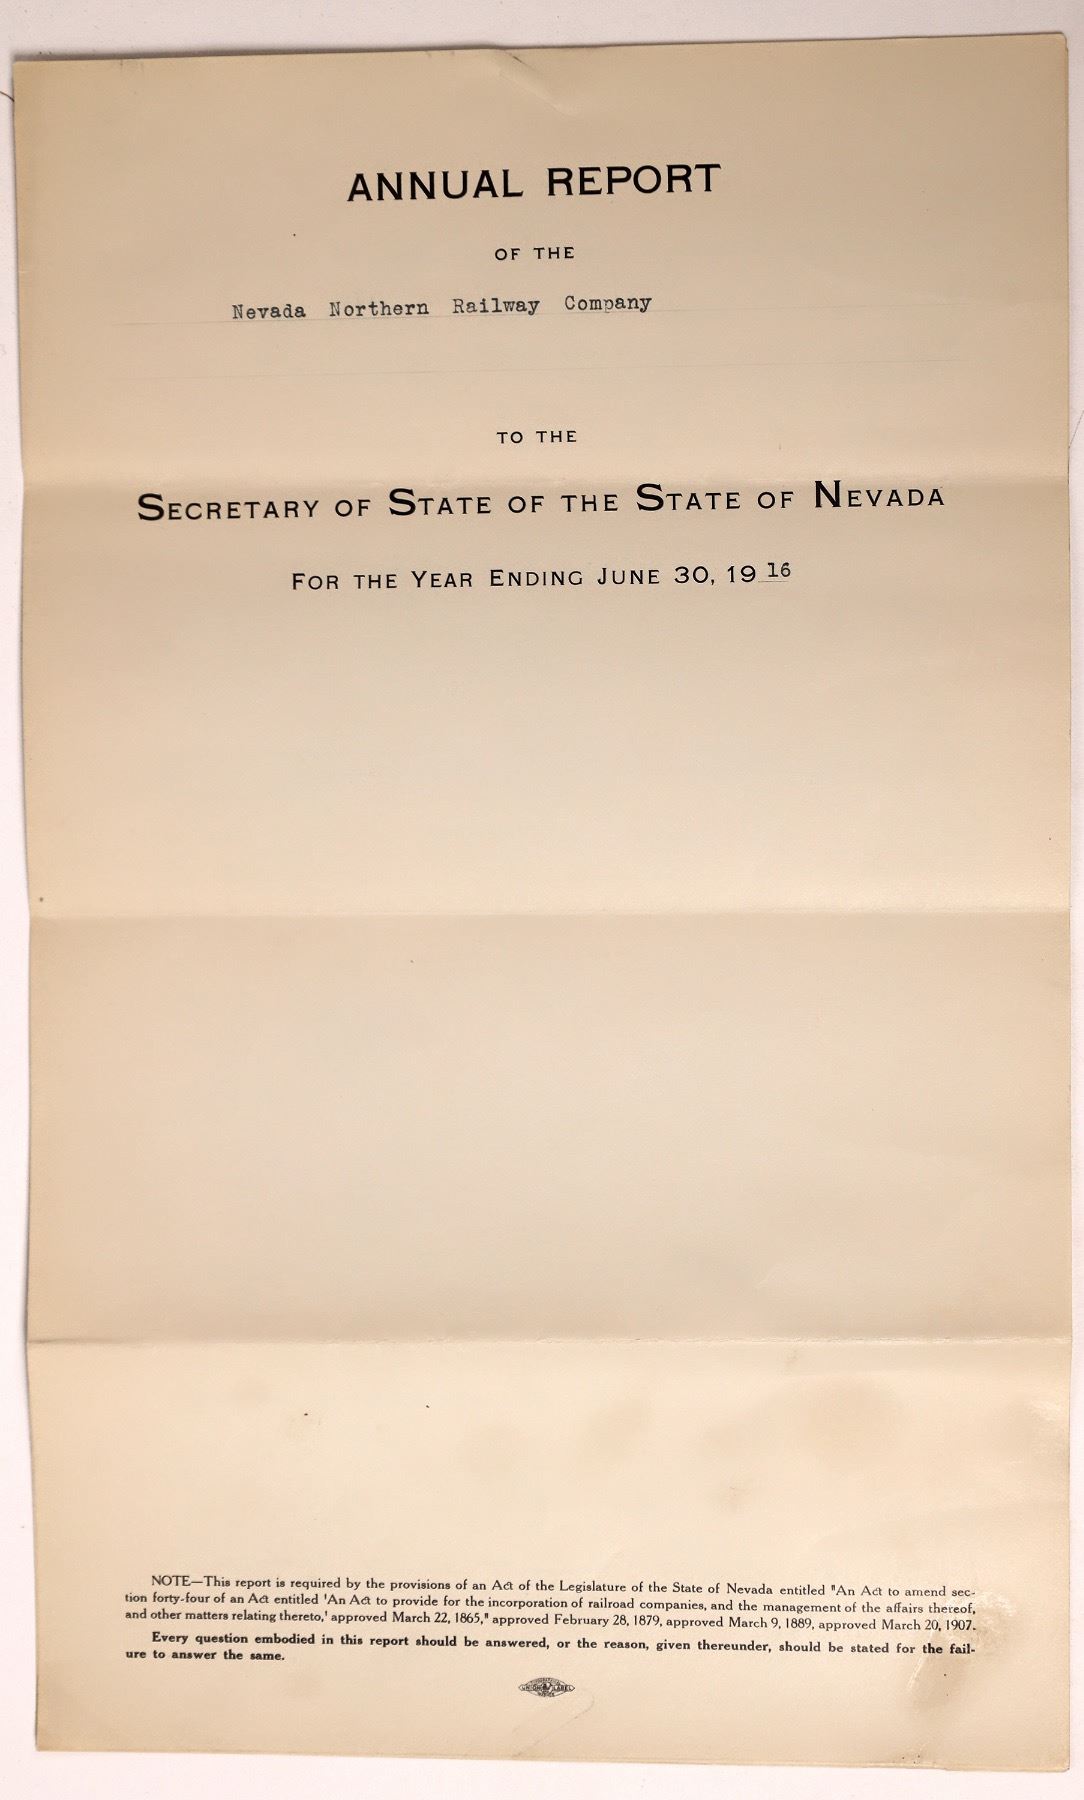 ANNUAL REPORT
OF THE
Nevada Northern Railway Company
TO THE
SECRETARY OF STATE OF THE STATE OF NEVADA
FOR THE YEAR ENDING JUNE 30, 19 16
NOTE—This report is required by the provisions of an Act of the Legislature of the State of Nevada entitled "An Act to amend sec-
tion forty-four of an Act entitled 'An Act to provide for the incorporation of railroad companies, and the management of the affairs thereof,
and other matters relating thereto,' approved March 22, 1865," approved February 28, 1879, approved March 9, 1889, approved March 20, 1907.
Every question embodied in this report should be answered, or the reason, given thereunder, should be stated for the fail-
ure to answer the same.
UNION LABEL